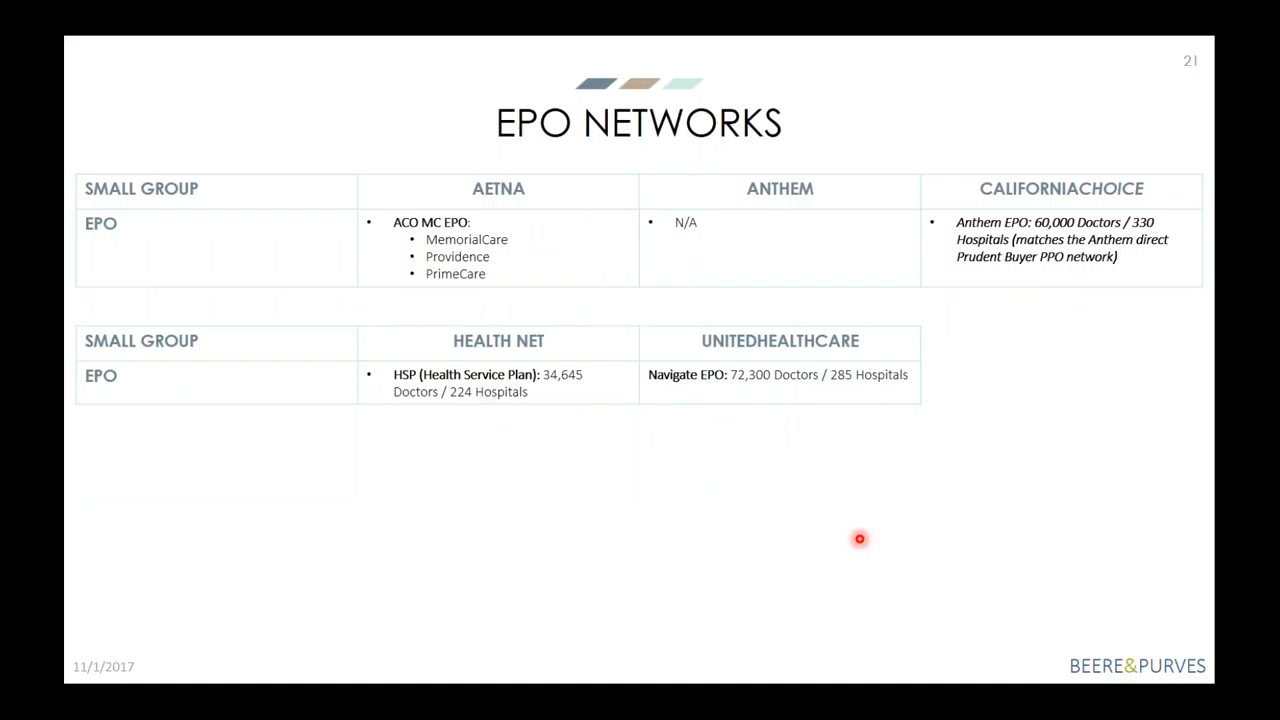 21
EPO NETWORKS
SMALL GROUP
AETNA
ANTHEM
CALIFORNIACHOICE
EPO
• ACO MC EPO:
• MemorialCare
• Providence
• PrimeCare
• N/A
• Anthem EPO: 60,000 Doctors / 330
Hospitals (matches the Anthem direct
Prudent Buyer PPO network)
SMALL GROUP
HEALTH NET
UNITEDHEALTHCARE
EPO
• HSP (Health Service Plan): 34,645
Doctors / 224 Hospitals
Navigate EPO: 72,300 Doctors / 285 Hospitals
11/1/2017
BEERE&PURVES